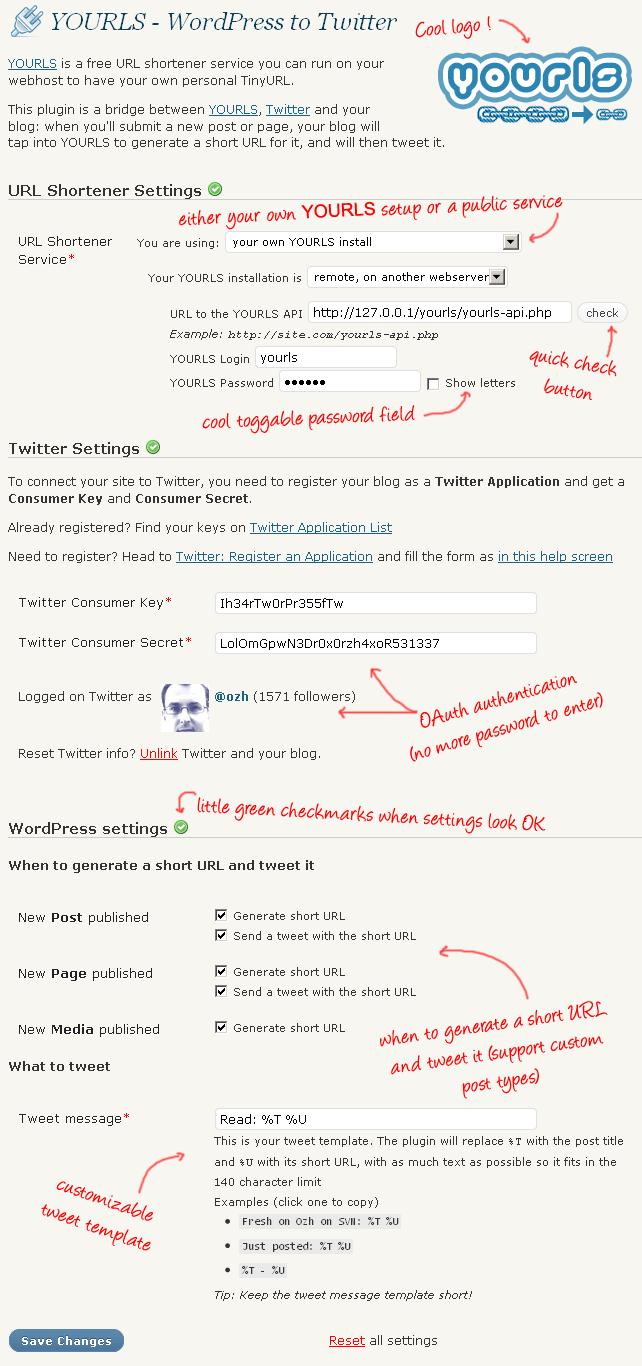 YOURLS - WordPress to Twitter
Cool logo !
YOURLS is a free URL shortener service you can run on your
webhost to have your own personal TinyURL.
yourls
This plugin is a bridge between YOURLS, Twitter and your
blog: when you'll submit a new post or page, your blog will
tap into YOURLS to generate a short URL for it, and will then tweet it.
URL Shortener Settings
either your own YOURLS setup or a public service
URL Shortener
Service*
You are using: your own YOURLS install
Your YOURLS installation is remote, on another webserver
URL to the YOURLS API http://127.0.0.1/yourls/yourls-api.php check
Example: http://site.com/yourls-api.php
YOURLS Login yourls
YOURLS Password •••••• Show letters
quick check
button
cool toggable password field
Twitter Settings
To connect your site to Twitter, you need to register your blog as a Twitter Application and get a
Consumer Key and Consumer Secret.
Already registered? Find your keys on Twitter Application List
Need to register? Head to Twitter: Register an Application and fill the form as in this help screen
Twitter Consumer Key* Ih34rTw0rPr355fTw
Twitter Consumer Secret* LolOmGpwN3Dr0x0rzh4xoR531337
Logged on Twitter as @ozh (1571 followers)
OAuth authentication
(no more password to enter)
Reset Twitter info? Unlink Twitter and your blog.
little green checkmarks when settings look OK
WordPress settings
When to generate a short URL and tweet it
New Post published Generate short URL
Send a tweet with the short URL
New Page published Generate short URL
Send a tweet with the short URL
New Media published Generate short URL
when to generate a short URL
and tweet it (support custom
post types)
What to tweet
Tweet message* Read: %T %U
This is your tweet template. The plugin will replace %T with the post title
and %U with its short URL, with as much text as possible so it fits in the
140 character limit
customizable
tweet template
Examples (click one to copy)
• Fresh on Ozh on SVN: %T %U
• Just posted: %T %U
• %T - %U
Tip: Keep the tweet message template short!
Save Changes
Reset all settings